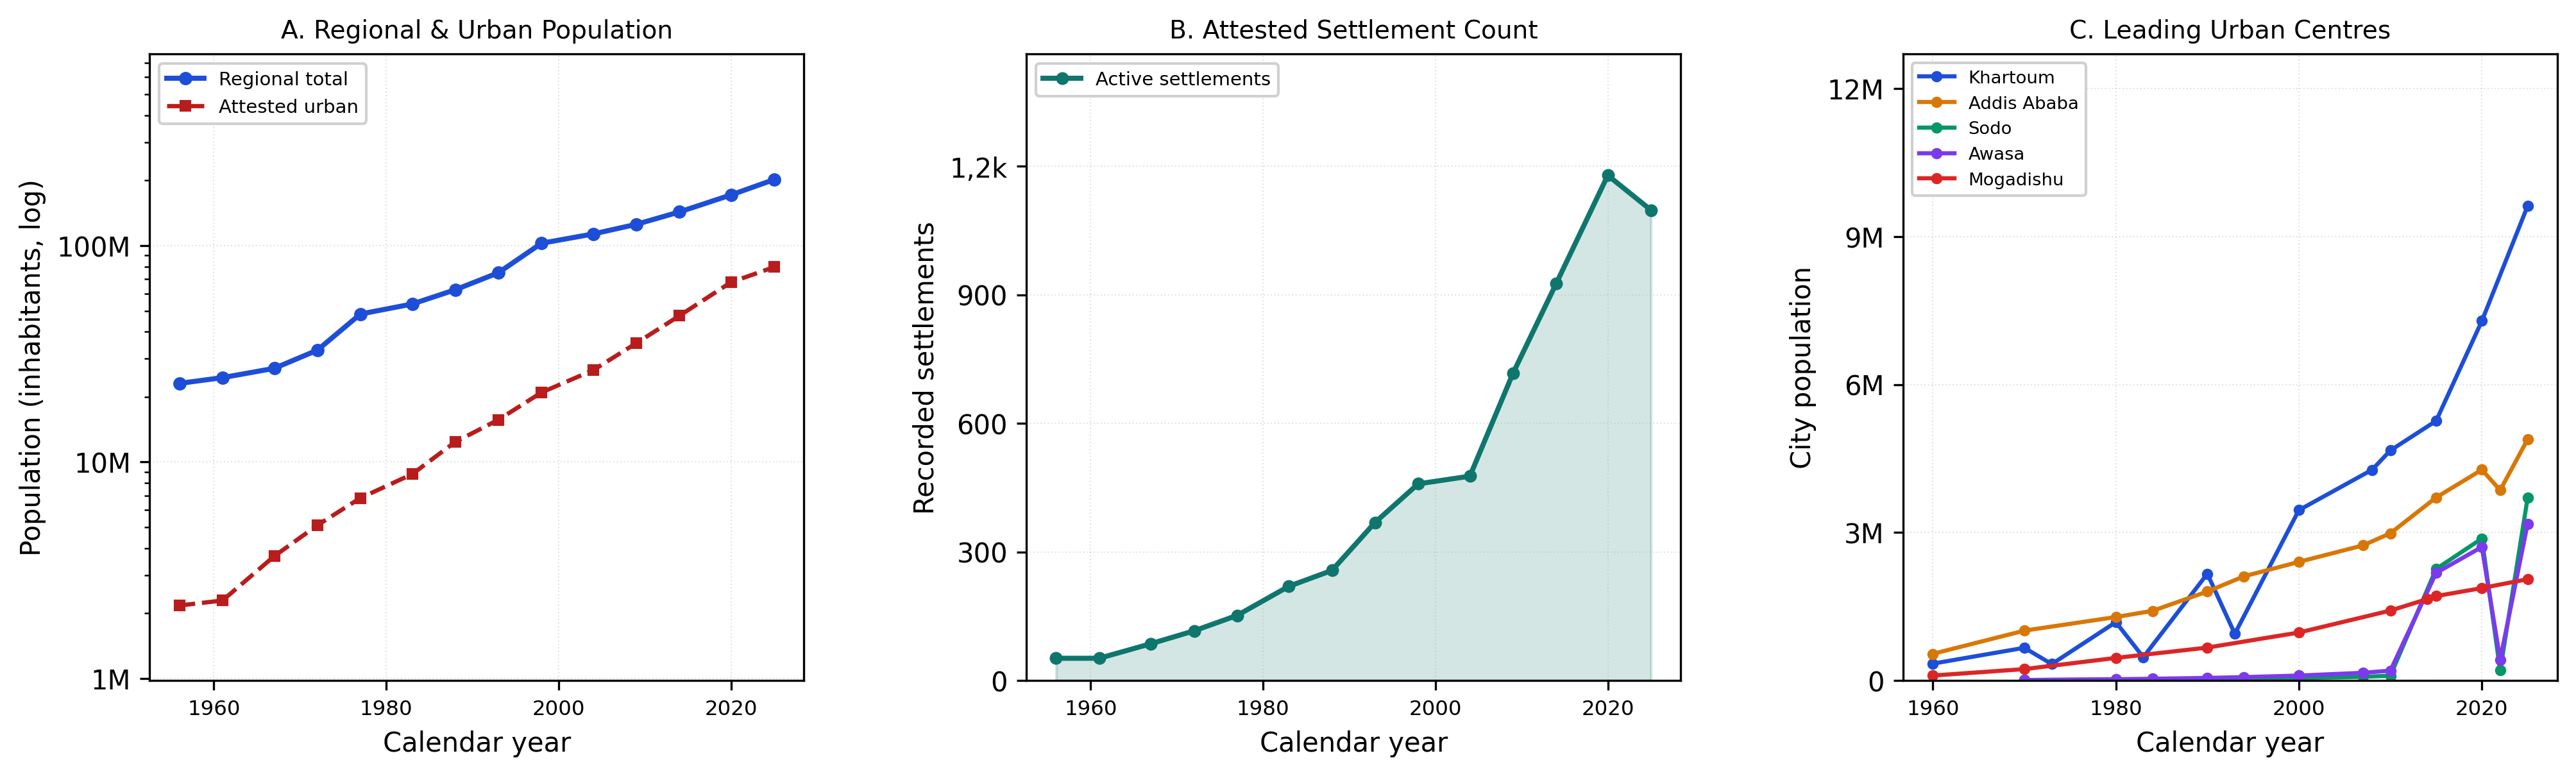 A. Regional & Urban Population
Regional total
Attested urban
Population (inhabitants, log)
100M
10M
1M
1960
1980
2000
2020
Calendar year
B. Attested Settlement Count
Active settlements
Recorded settlements
1,2k
900
600
300
0
1960
1980
2000
2020
Calendar year
C. Leading Urban Centres
Khartoum
Addis Ababa
Sodo
Awasa
Mogadishu
City population
12M
9M
6M
3M
0
1960
1980
2000
2020
Calendar year